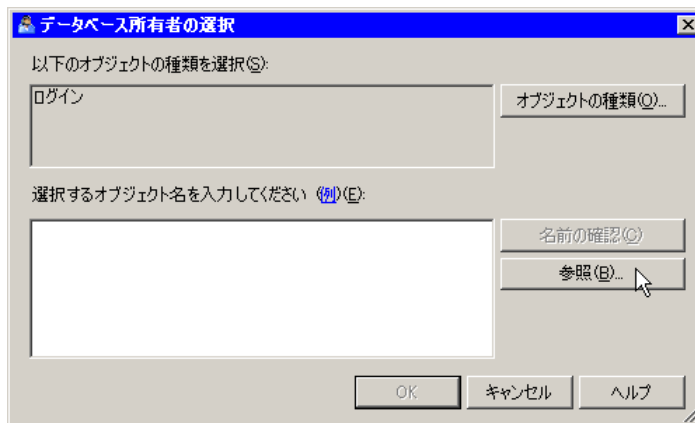 データベース所有者の選択
以下のオブジェクトの種類を選択(S):
ログイン
オブジェクトの種類(O)...
選択するオブジェクト名を入力してください (例)(E):
名前の確認(C)
参照(B)...
OK
キャンセル
ヘルプ